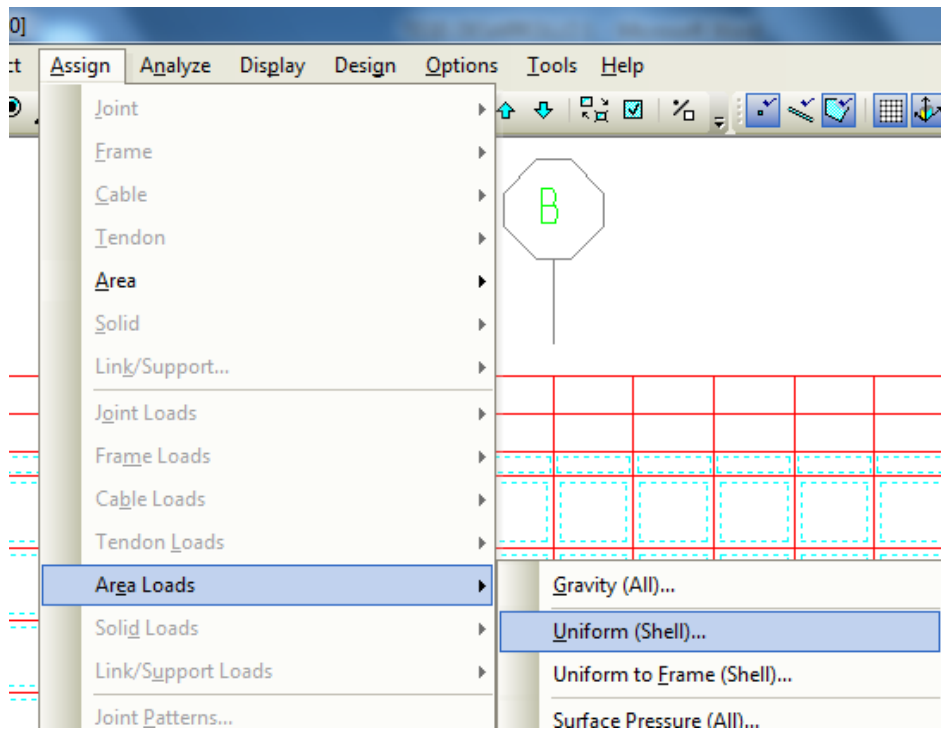 0]
ct Assign Analyze Display Design Options Tools Help
Joint
Frame
Cable
Tendon
Area
Solid
Link/Support...
Joint Loads
Frame Loads
Cable Loads
Tendon Loads
Area Loads
Solid Loads
Link/Support Loads
Joint Patterns...
B
Gravity (All)...
Uniform (Shell)...
Uniform to Frame (Shell)...
Surface Pressure (All)...